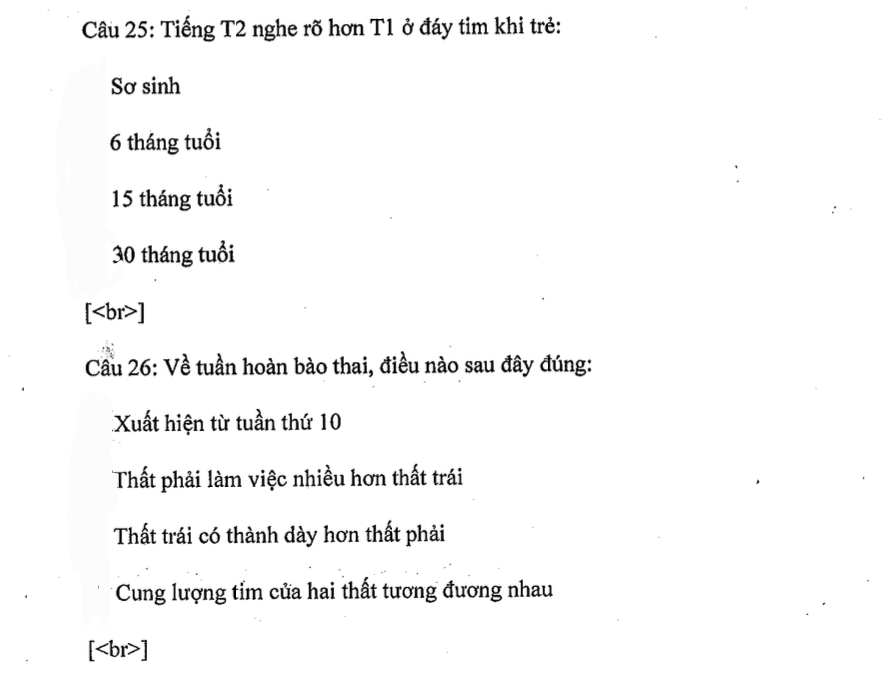 Câu 25: Tiếng T2 nghe rõ hơn T1 ở đáy tim khi trẻ:
Sơ sinh
6 tháng tuổi
15 tháng tuổi
30 tháng tuổi
[<br>]
Câu 26: Về tuần hoàn bào thai, điều nào sau đây đúng:
Xuất hiện từ tuần thứ 10
Thất phải làm việc nhiều hơn thất trái
Thất trái có thành dày hơn thất phải
Cung lượng tim của hai thất tương đương nhau
[<br>]